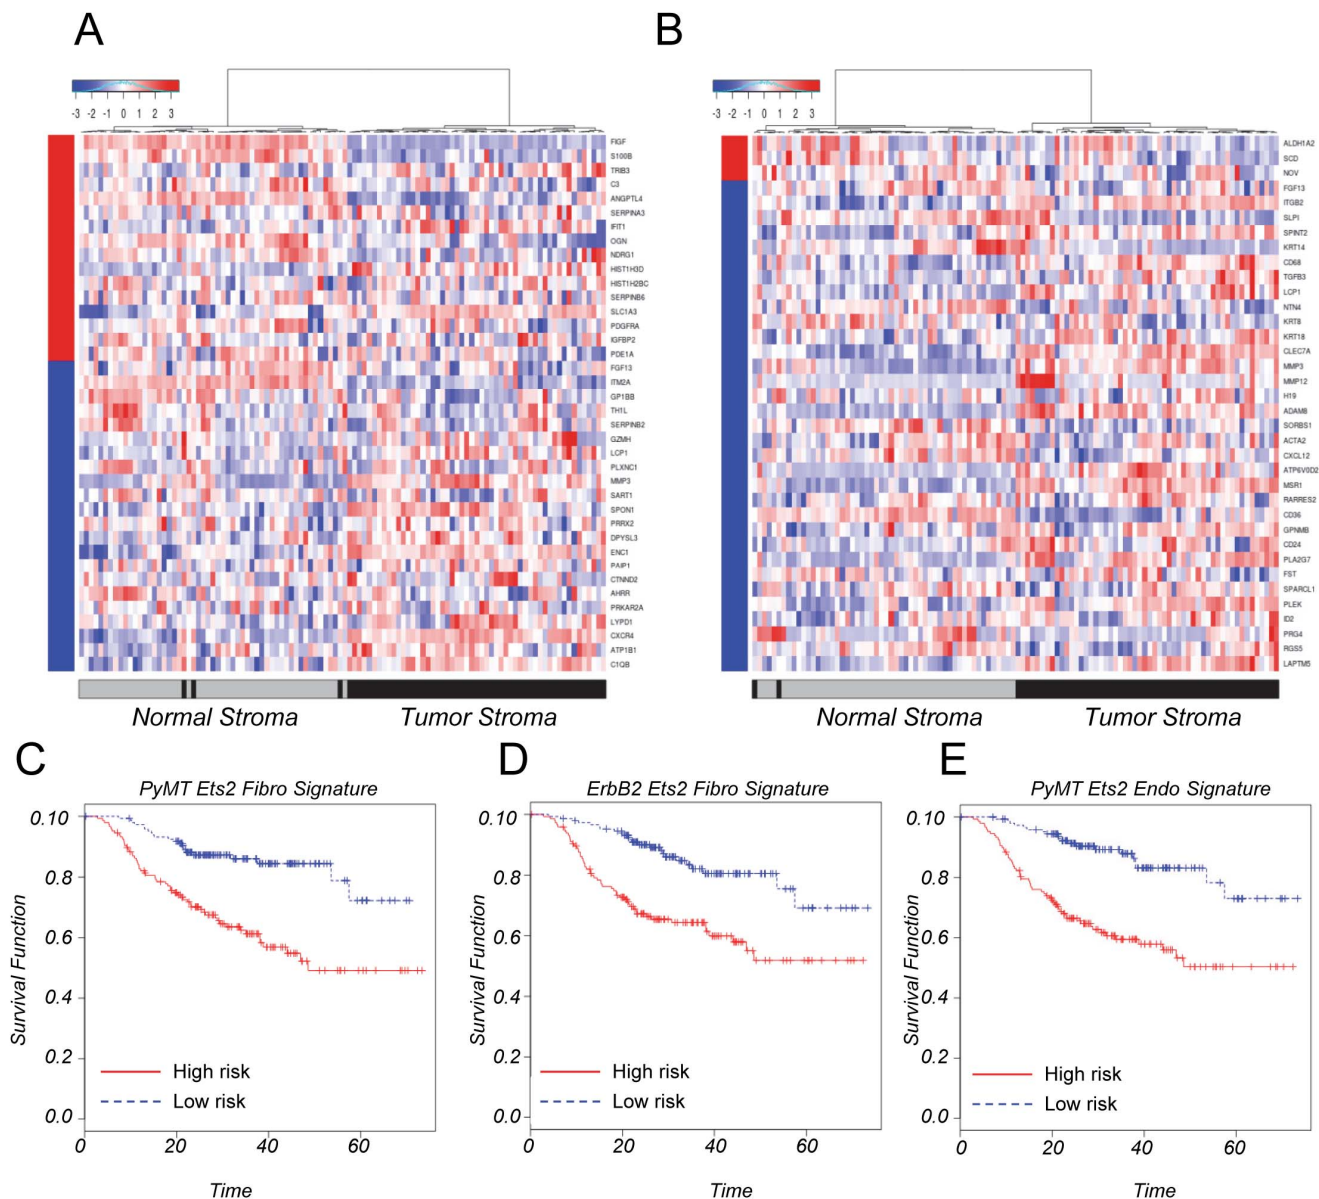 A
B
-3 -2 -1 0 1 2 3
-3 -2 -1 0 1 2 3
FIGF
S100B
TRIB3
C3
ANGPTL4
SERPINA3
IFIT1
OGN
NDRG1
HIST1H3D
HIST1H2BC
SERPINB6
SLC1A3
PDGFRA
IGFBP2
PDE1A
FGF13
ITM2A
GP1BB
TH1L
SERPINB2
GZMH
LCP1
PLXNC1
MMP3
SART1
SPON1
PRRX2
DPYSL3
ENC1
PAIP1
CTNND2
AHRR
PRKAR2A
LYPD1
CXCR4
ATP1B1
C1QB
Normal Stroma Tumor Stroma
ALDH1A2
SCD
NOV
FGF13
ITGB2
SLPI
SPINT2
KRT14
CD68
TGFB3
LCP1
NTN4
KRT8
KRT18
CLEC7A
MMP3
MMP12
H19
ADAM8
SORBS1
ACTA2
CXCL12
ATP6V0D2
MSR1
RARRES2
CD36
GPNMB
CD24
PLA2G7
FST
SPARCL1
PLEK
ID2
PRG4
RGS5
LAPTM5
Normal Stroma Tumor Stroma
C
PyMT Ets2 Fibro Signature
Survival Function
0.10
0.8
0.6
0.4
0.2
0.0
High risk
Low risk
0 20 40 60
Time
D
ErbB2 Ets2 Fibro Signature
Survival Function
0.10
0.8
0.6
0.4
0.2
0.0
High risk
Low risk
0 20 40 60
Time
E
PyMT Ets2 Endo Signature
Survival Function
0.10
0.8
0.6
0.4
0.2
0.0
High risk
Low risk
0 20 40 60
Time